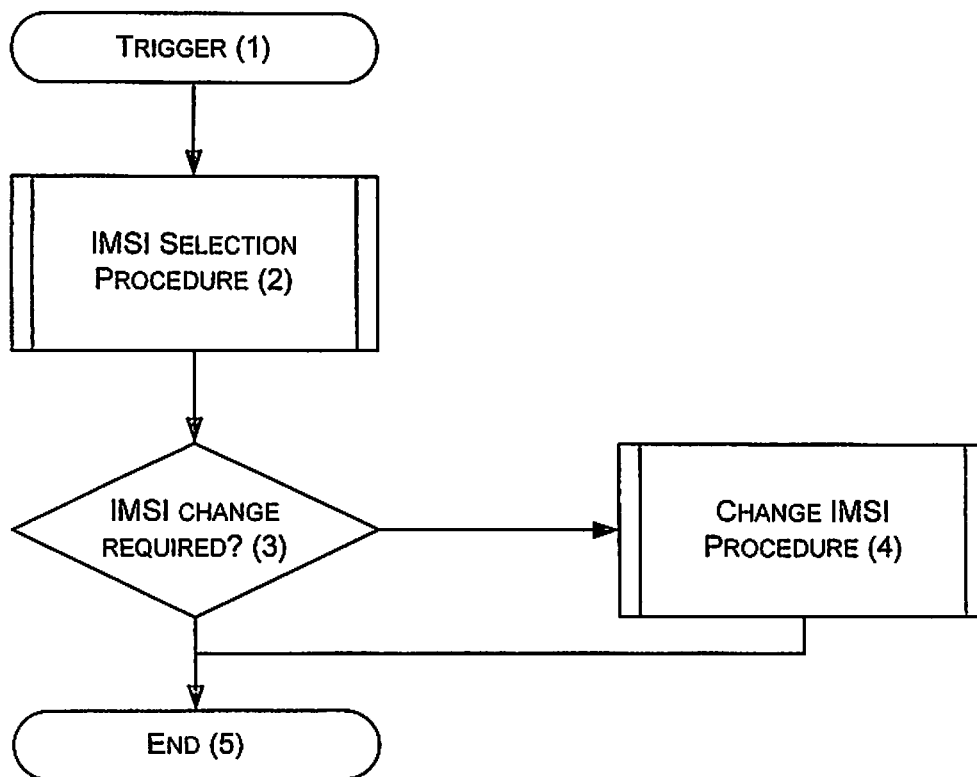 TRIGGER (1)
IMSI SELECTION
PROCEDURE (2)
IMSI CHANGE
REQUIRED? (3)
CHANGE IMSI
PROCEDURE (4)
END (5)